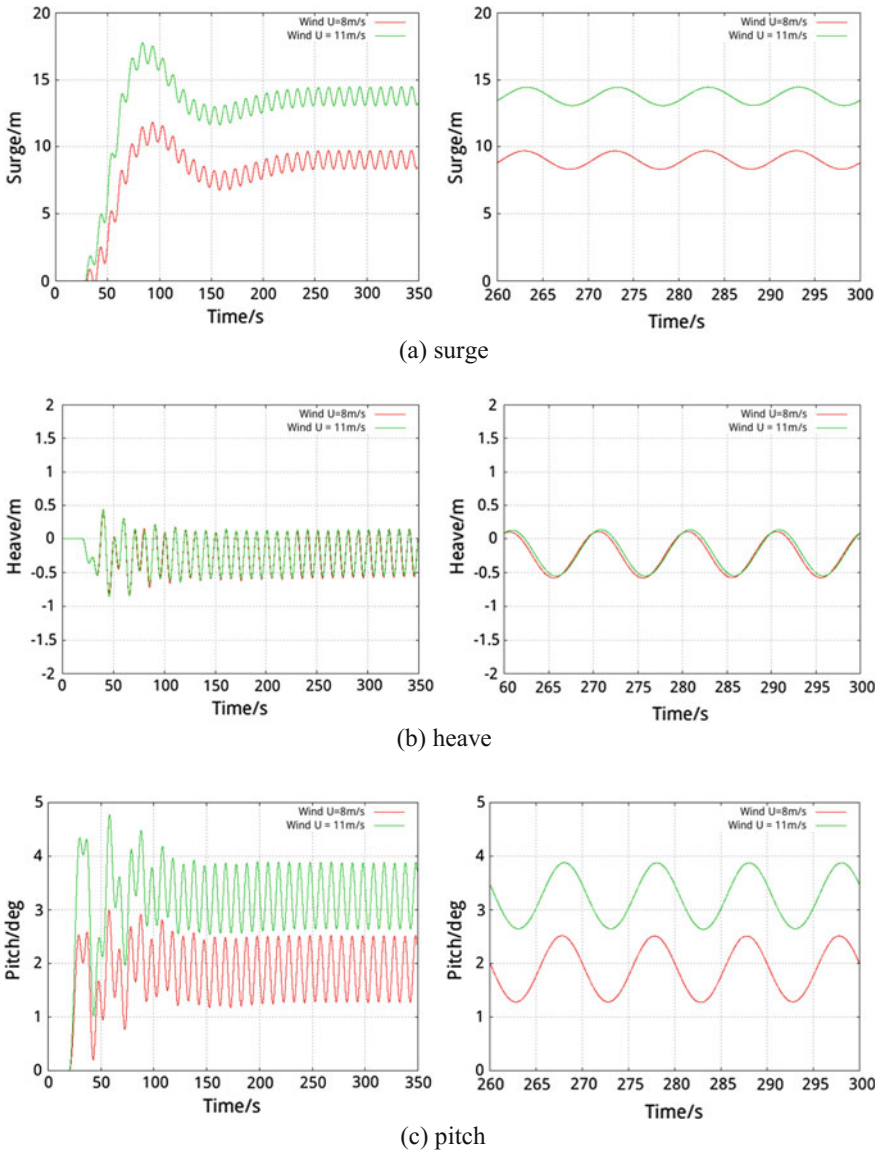 Wind U=8m/s
Wind U = 11m/s
Surge/m
20
15
10
5
0
0 50 100 150 200 250 300 350
Time/s
Wind U=8m/s
Wind U = 11m/s
Surge/m
20
15
10
5
0
260 265 270 275 280 285 290 295 300
Time/s
(a) surge
Wind U=8m/s
Wind U = 11m/s
Heave/m
2
1.5
1
0.5
0
-0.5
-1
-1.5
-2
0 50 100 150 200 250 300 350
Time/s
Wind U=8m/s
Wind U = 11m/s
Heave/m
2
1.5
1
0.5
0
-0.5
-1
-1.5
-2
60 265 270 275 280 285 290 295 300
Time/s
(b) heave
Wind U=8m/s
Wind U = 11m/s
Pitch/deg
5
4
3
2
1
0
0 50 100 150 200 250 300 350
Time/s
Wind U=8m/s
Wind U = 11m/s
Pitch/deg
5
4
3
2
1
0
260 265 270 275 280 285 290 295 300
Time/s
(c) pitch